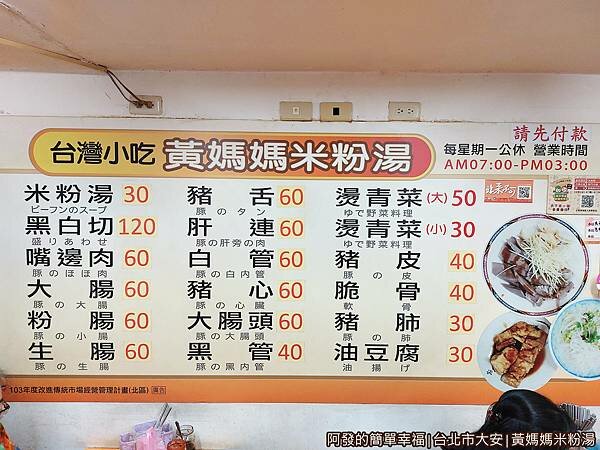 請先付款
台灣小吃 黃媽媽米粉湯
每星期一公休 營業時間
AM07:00-PM03:00
米粉湯 30
ビーフンのスープ
黑白切 120
盛りあわせ
嘴邊肉 60
豚のほほ肉
大腸 60
豚の大腸
粉腸 60
豚の小腸
生腸 60
豚の生腸
豬舌 60
豚のタン
肝連 60
豚の肝旁の肉
白管 60
豚の白內管
豬心 60
豚の心臟
大腸頭 60
豚の大腸頭
黑管 40
豚の黑內管
燙青菜(大) 50
ゆで野菜料理
燙青菜(小) 30
ゆで野菜料理
豬皮 40
豚の皮
脆骨 40
軟骨
豬肺 30
豚の肺
油豆腐 30
油揚げ
103年度改進傳統市場經營管理計畫(北區) 廣告
阿發的簡單幸福|台北市大安|黃媽媽米粉湯